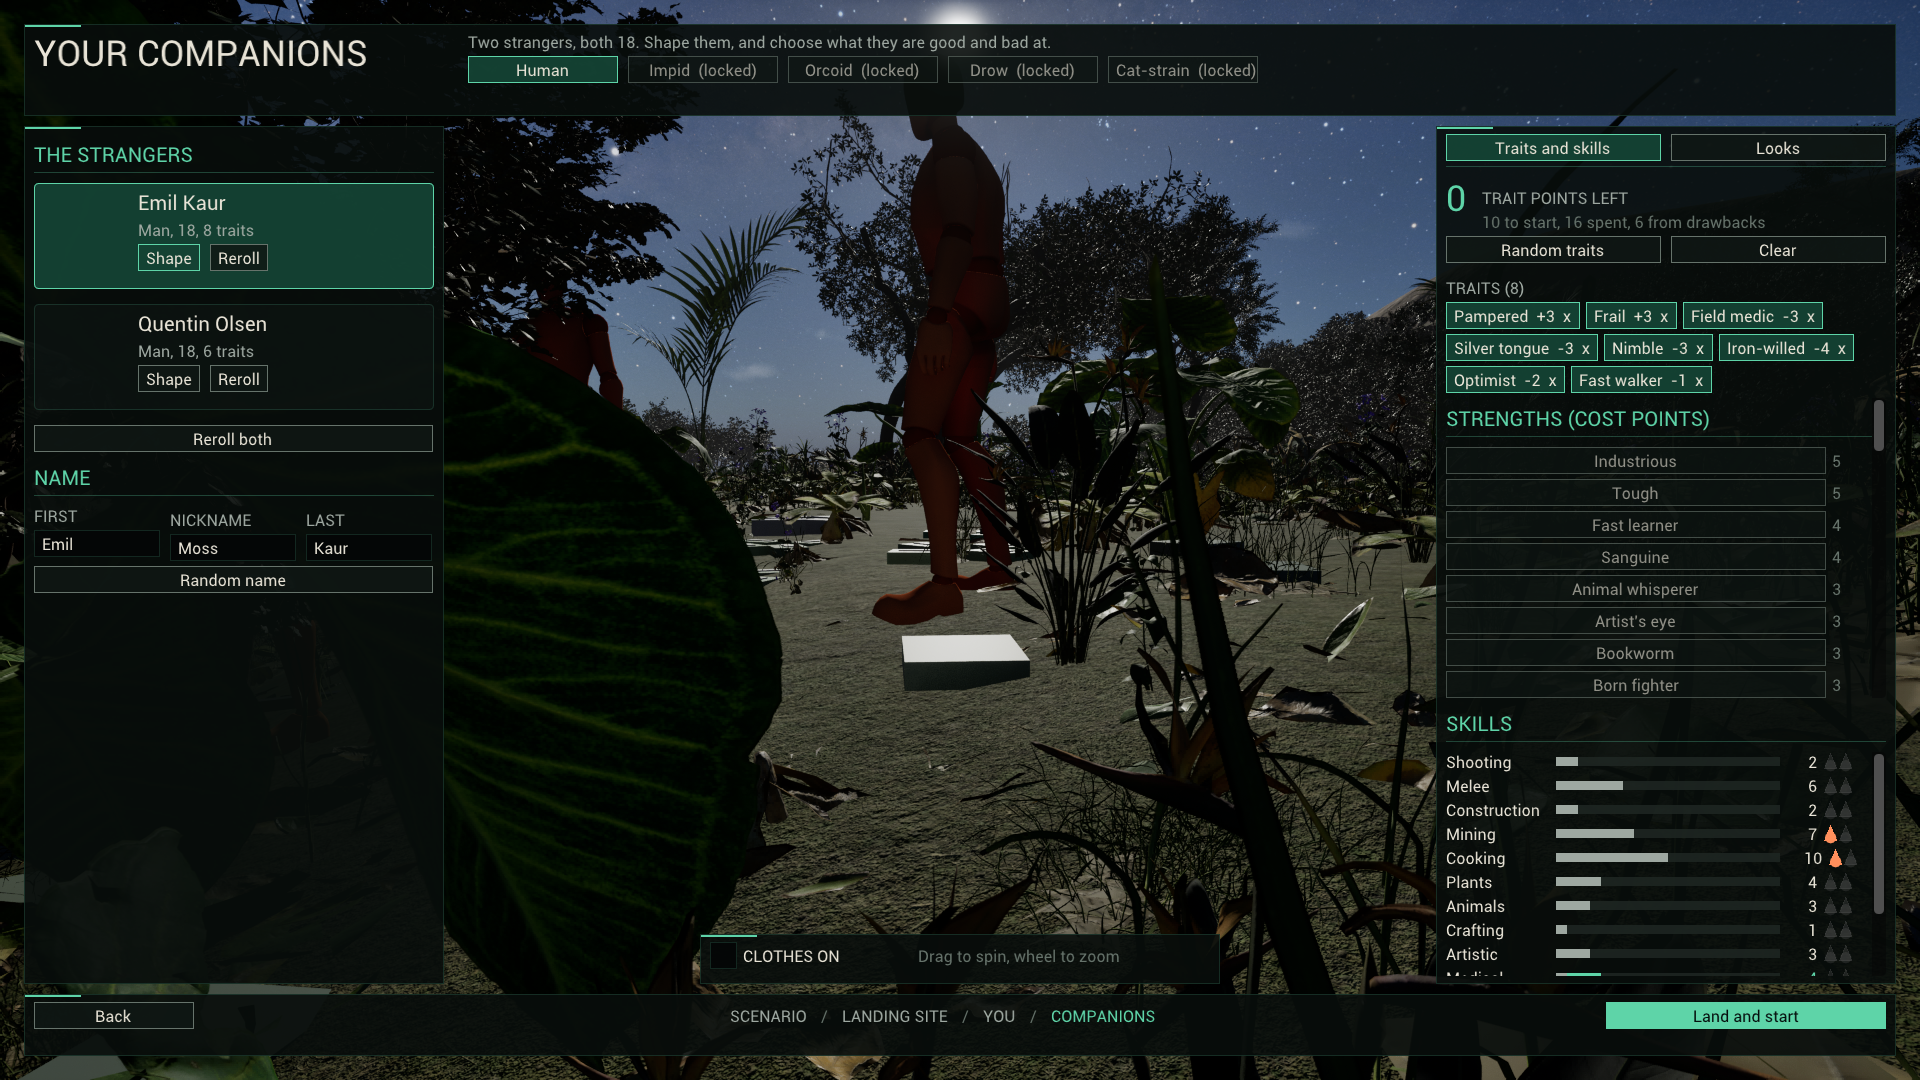 YOUR COMPANIONS
Two strangers, both 18. Shape them, and choose what they are good and bad at.
Human
Impid (locked)
Orcoid (locked)
Drow (locked)
Cat-strain (locked)
THE STRANGERS
Emil Kaur
Man, 18, 8 traits
Shape
Reroll
Quentin Olsen
Man, 18, 6 traits
Shape
Reroll
Reroll both
NAME
FIRST
NICKNAME
LAST
Emil
Moss
Kaur
Random name
CLOTHES ON
Drag to spin, wheel to zoom
Traits and skills
Looks
0 TRAIT POINTS LEFT
10 to start, 16 spent, 6 from drawbacks
Random traits
Clear
TRAITS (8)
Pampered +3 x
Frail +3 x
Field medic -3 x
Silver tongue -3 x
Nimble -3 x
Iron-willed -4 x
Optimist -2 x
Fast walker -1 x
STRENGTHS (COST POINTS)
Industrious 5
Tough 5
Fast learner 4
Sanguine 4
Animal whisperer 3
Artist's eye 3
Bookworm 3
Born fighter 3
SKILLS
Shooting 2
Melee 6
Construction 2
Mining 7
Cooking 10
Plants 4
Animals 3
Crafting 1
Artistic 3
Medical 4
Back
SCENARIO / LANDING SITE / YOU / COMPANIONS
Land and start